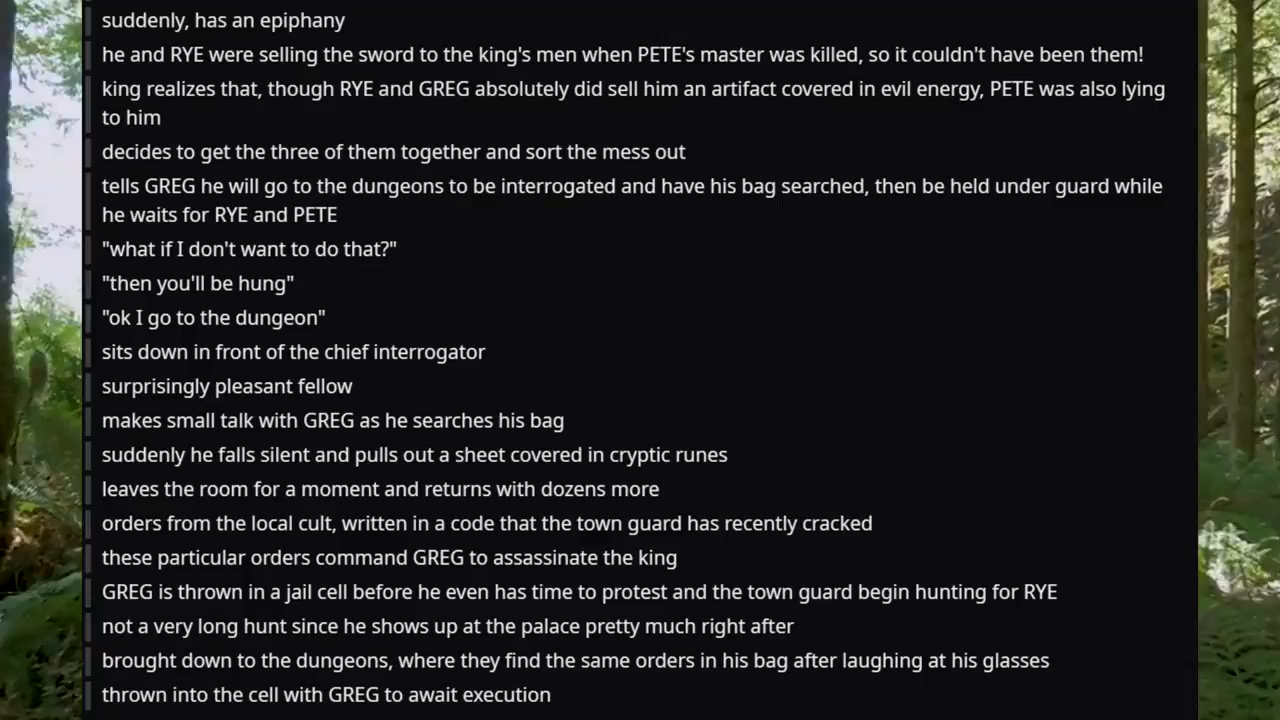 suddenly, has an epiphany
he and RYE were selling the sword to the king's men when PETE's master was killed, so it couldn't have been them!
king realizes that, though RYE and GREG absolutely did sell him an artifact covered in evil energy, PETE was also lying
to him
decides to get the three of them together and sort the mess out
tells GREG he will go to the dungeons to be interrogated and have his bag searched, then be held under guard while
he waits for RYE and PETE
"what if I don't want to do that?"
"then you'll be hung"
"ok I go to the dungeon"
sits down in front of the chief interrogator
surprisingly pleasant fellow
makes small talk with GREG as he searches his bag
suddenly he falls silent and pulls out a sheet covered in cryptic runes
leaves the room for a moment and returns with dozens more
orders from the local cult, written in a code that the town guard has recently cracked
these particular orders command GREG to assassinate the king
GREG is thrown in a jail cell before he even has time to protest and the town guard begin hunting for RYE
not a very long hunt since he shows up at the palace pretty much right after
brought down to the dungeons, where they find the same orders in his bag after laughing at his glasses
thrown into the cell with GREG to await execution